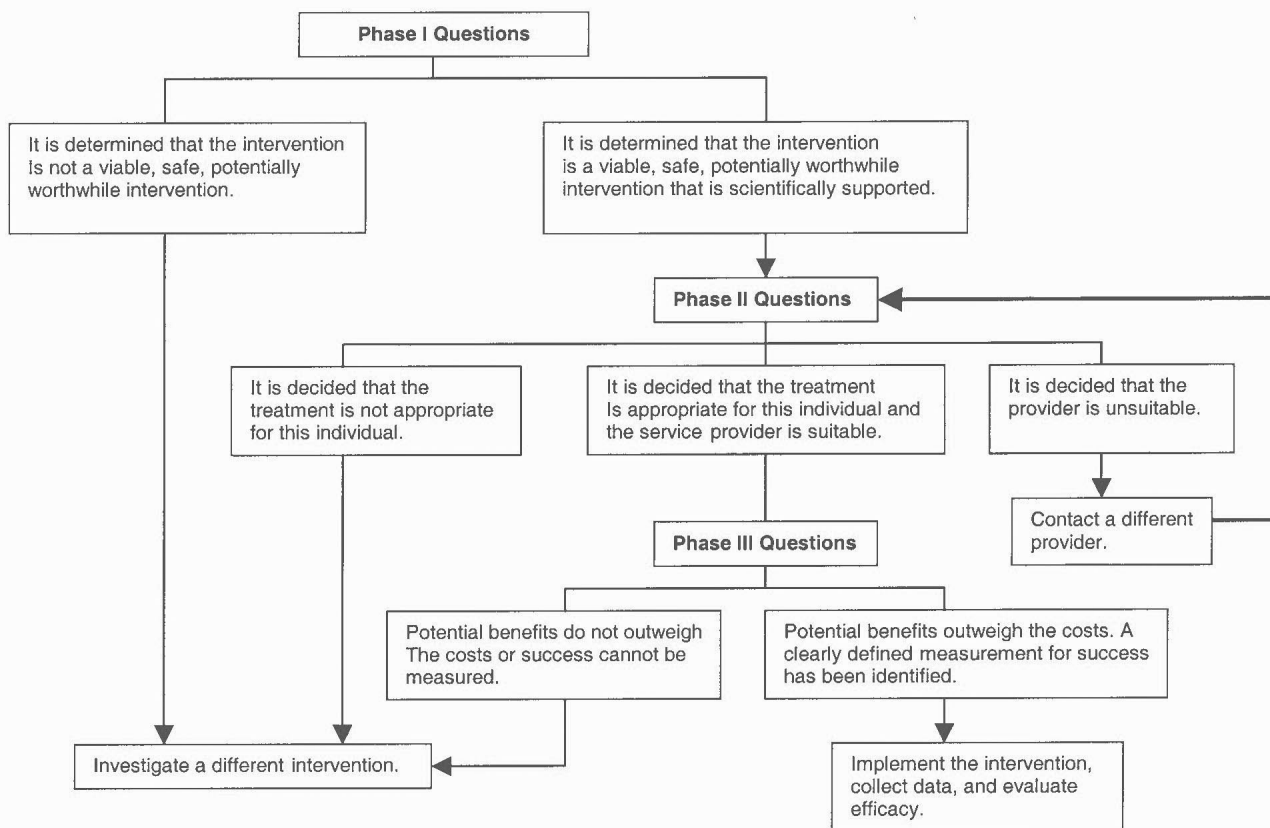 Phase I Questions
It is determined that the intervention
Is not a viable, safe, potentially
worthwhile intervention.
It is determined that the intervention
is a viable, safe, potentially worthwhile
intervention that is scientifically supported.
Phase II Questions
It is decided that the
treatment is not appropriate
for this individual.
It is decided that the treatment
Is appropriate for this individual and
the service provider is suitable.
It is decided that the
provider is unsuitable.
Contact a different
provider.
Phase III Questions
Potential benefits do not outweigh
The costs or success cannot be
measured.
Potential benefits outweigh the costs. A
clearly defined measurement for success
has been identified.
Investigate a different intervention.
Implement the intervention,
collect data, and evaluate
efficacy.